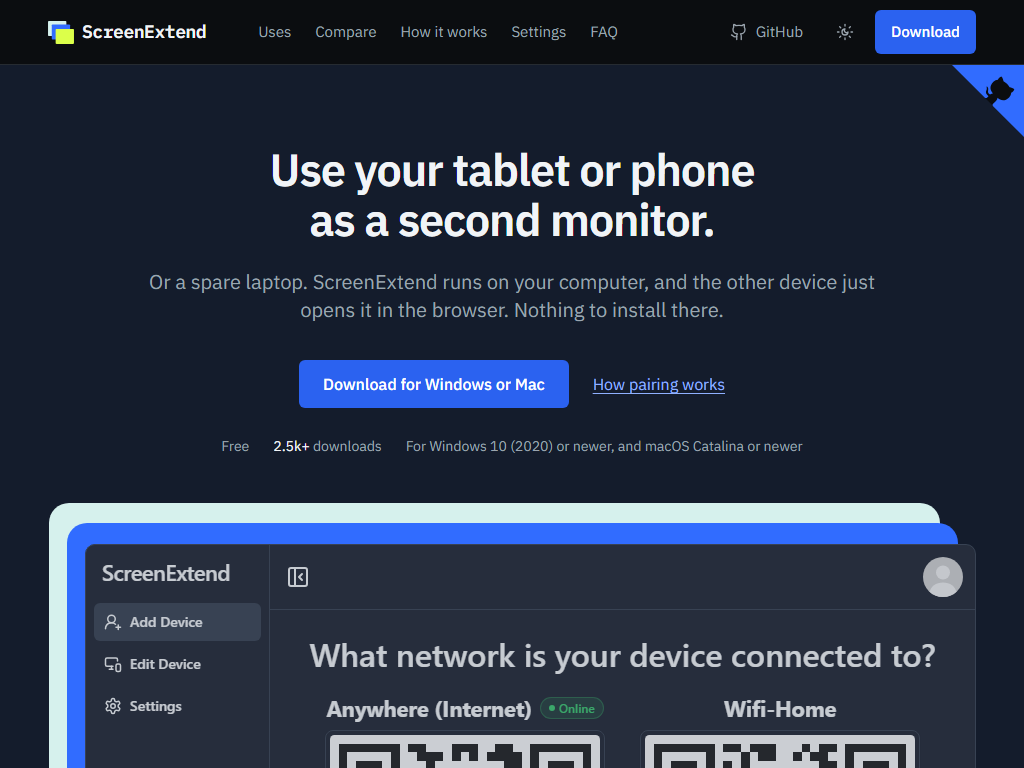 ScreenExtend
Uses
Compare
How it works
Settings
FAQ
GitHub
Download
Use your tablet or phone
as a second monitor.
Or a spare laptop. ScreenExtend runs on your computer, and the other device just
opens it in the browser. Nothing to install there.
Download for Windows or Mac
How pairing works
Free
2.5k+ downloads
For Windows 10 (2020) or newer, and macOS Catalina or newer
ScreenExtend
Add Device
Edit Device
Settings
What network is your device connected to?
Anywhere (Internet)
Online
Wifi-Home